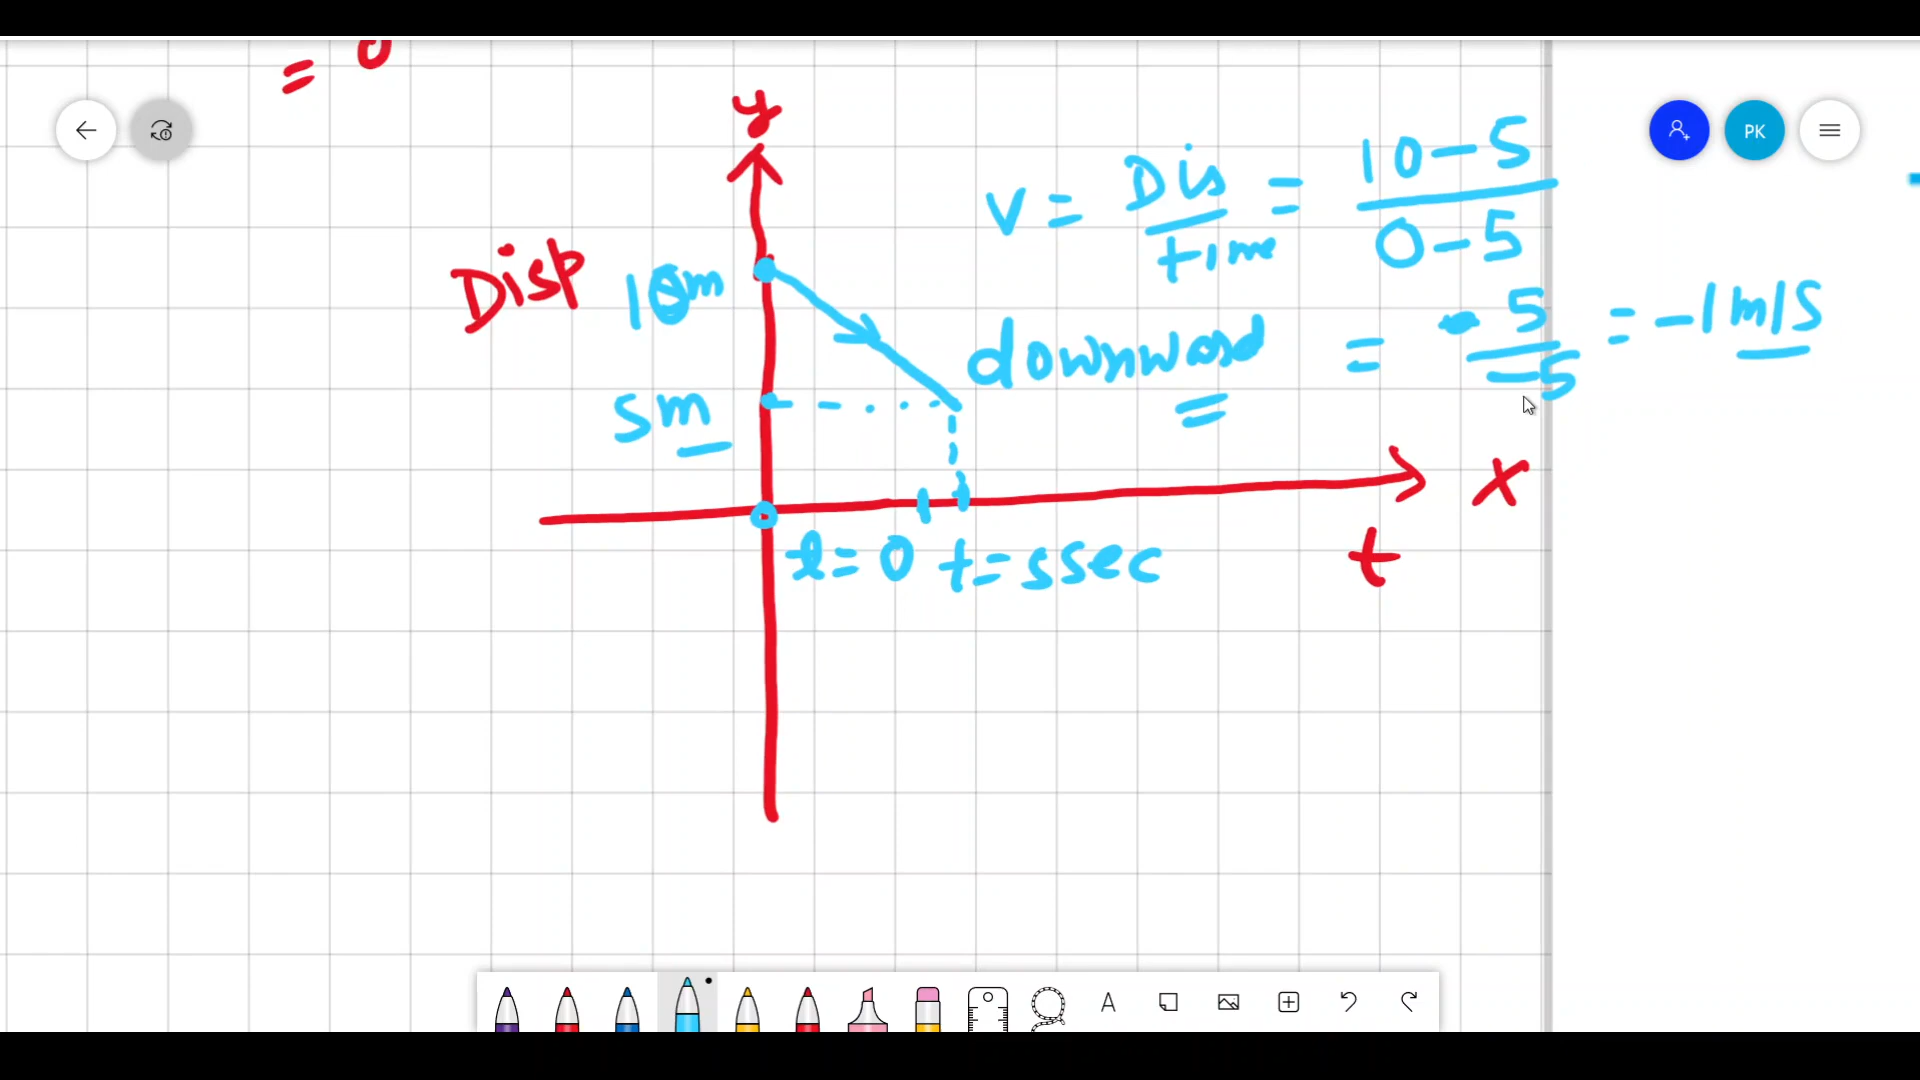 = 0
y
PK
v = Dis/time = 10-5/0-5
Disp
10m
downward
= 5/-5 = -1 m/s
5m
x
t=0 t=5sec
t
A